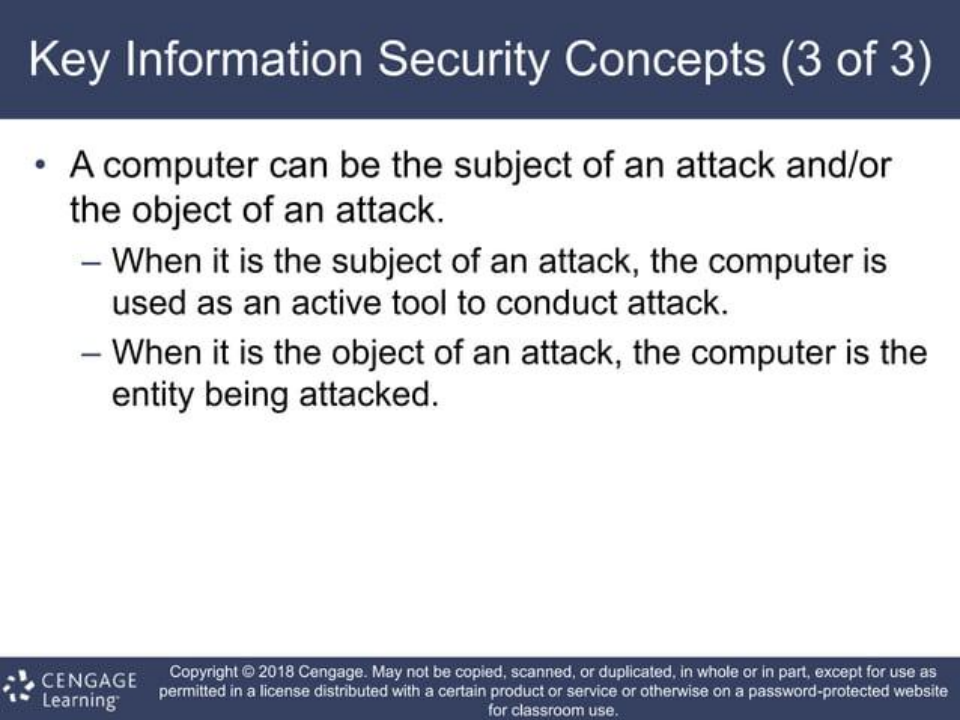 Key Information Security Concepts (3 of 3)
• A computer can be the subject of an attack and/or
the object of an attack.
– When it is the subject of an attack, the computer is
used as an active tool to conduct attack.
– When it is the object of an attack, the computer is the
entity being attacked.
CENGAGE
Learning™
Copyright © 2018 Cengage. May not be copied, scanned, or duplicated, in whole or in part, except for use as
permitted in a license distributed with a certain product or service or otherwise on a password-protected website
for classroom use.